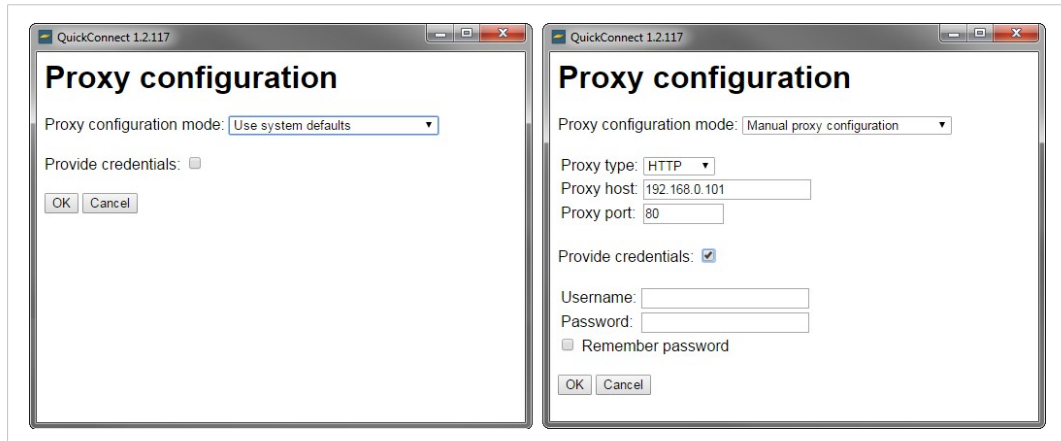 QuickConnect 1.2.117
Proxy configuration
Proxy configuration mode: Use system defaults
Provide credentials:
OK Cancel
QuickConnect 1.2.117
Proxy configuration
Proxy configuration mode: Manual proxy configuration
Proxy type: HTTP
Proxy host: 192.168.0.101
Proxy port: 80
Provide credentials:
Username:
Password:
Remember password
OK Cancel